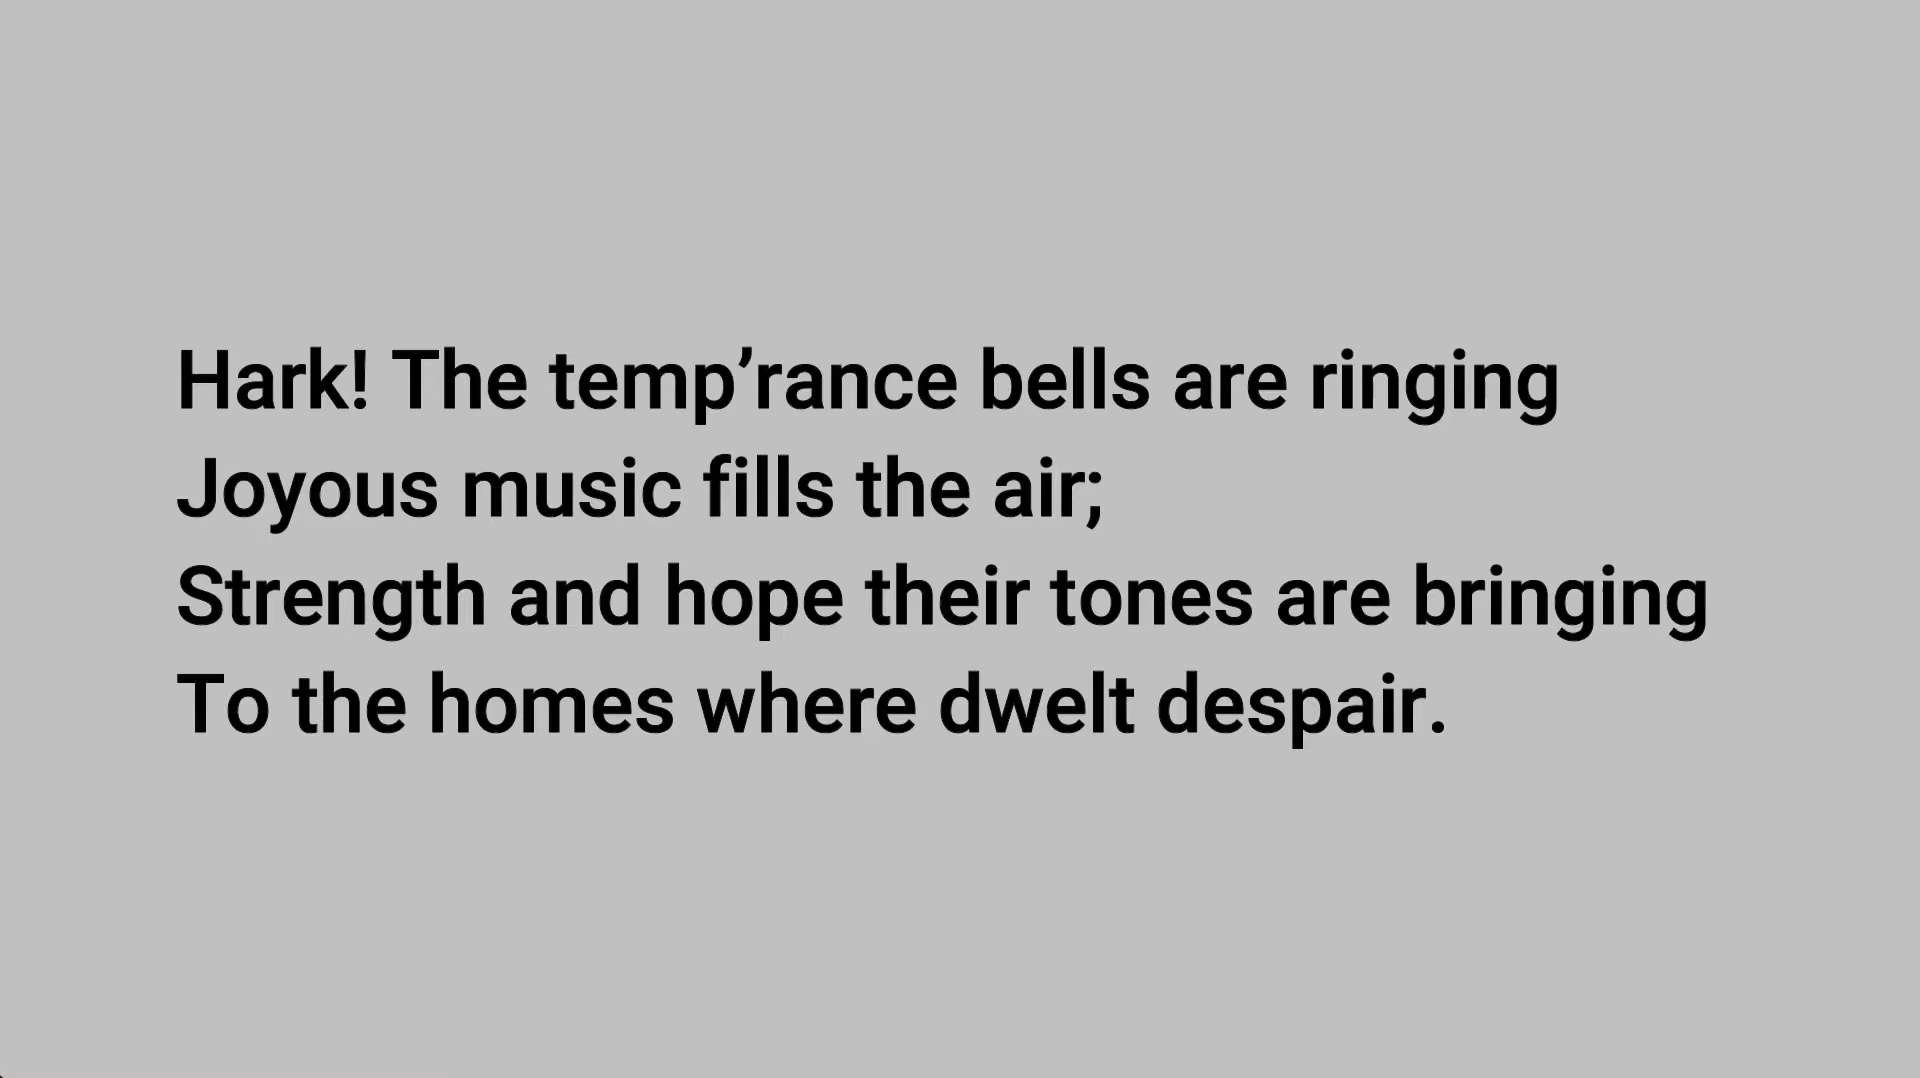 Hark! The temp’rance bells are ringing
Joyous music fills the air;
Strength and hope their tones are bringing
To the homes where dwelt despair.